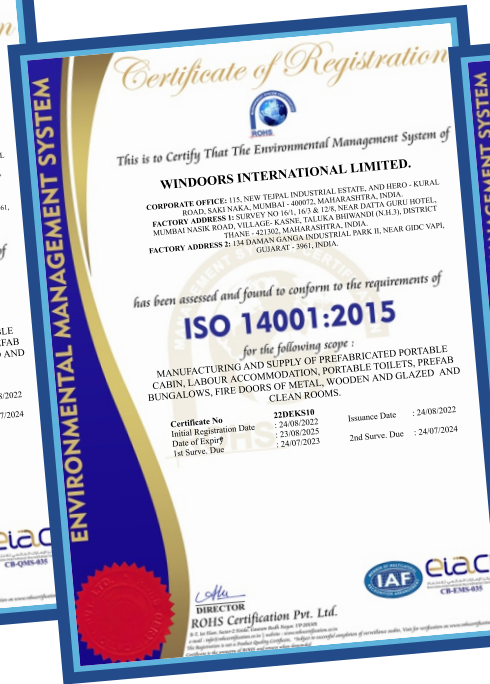 Certificate of Registration
ROHS
This is to Certify That The Environmental Management System of
WINDOORS INTERNATIONAL LIMITED.
CORPORATE OFFICE: 115, NEW TEJPAL INDUSTRIAL ESTATE, AND HERO - KURAL
ROAD, SAKI NAKA, MUMBAI - 400072, MAHARASHTRA, INDIA.
FACTORY ADDRESS 1: SURVEY NO 16/1, 16/3 & 12/8, NEAR DATTA GURU HOTEL,
MUMBAI NASIK ROAD, VILLAGE- KASNE, TALUKA BHIWANDI (N.H.3), DISTRICT
THANE - 421302, MAHARASHTRA, INDIA.
FACTORY ADDRESS 2: 134 DAMAN GANGA INDUSTRIAL PARK II, NEAR GIDC VAPI,
GUJARAT - 3961, INDIA.
has been assessed and found to conform to the requirements of
ISO 14001:2015
for the following scope :
MANUFACTURING AND SUPPLY OF PREFABRICATED PORTABLE
CABIN, LABOUR ACCOMMODATION, PORTABLE TOILETS, PREFAB
BUNGALOWS, FIRE DOORS OF METAL, WOODEN AND GLAZED AND
CLEAN ROOMS.
Certificate No 22DEKS10
Initial Registration Date : 24/08/2022 Issuance Date : 24/08/2022
Date of Expiry : 23/08/2025
1st Surve. Due : 24/07/2023 2nd Surve. Due : 24/07/2024
ENVIRONMENTAL MANAGEMENT SYSTEM
DIRECTOR
ROHS Certification Pvt. Ltd.
IAF
eiac
CB-EMS-035
CB-QMS-035
MANAGEMENT SYSTEM